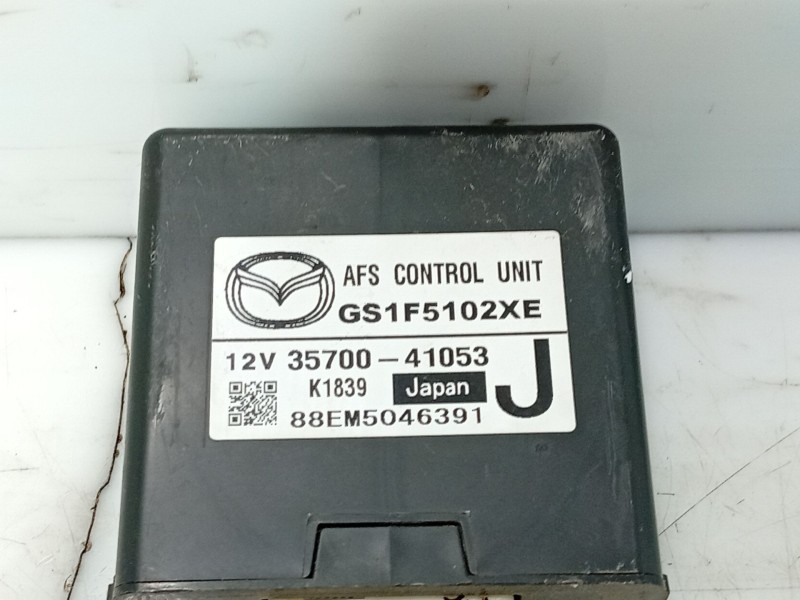 AFS CONTROL UNIT
GS1F5102XE
12V 35700-41053
K1839 Japan J
88EM5046391